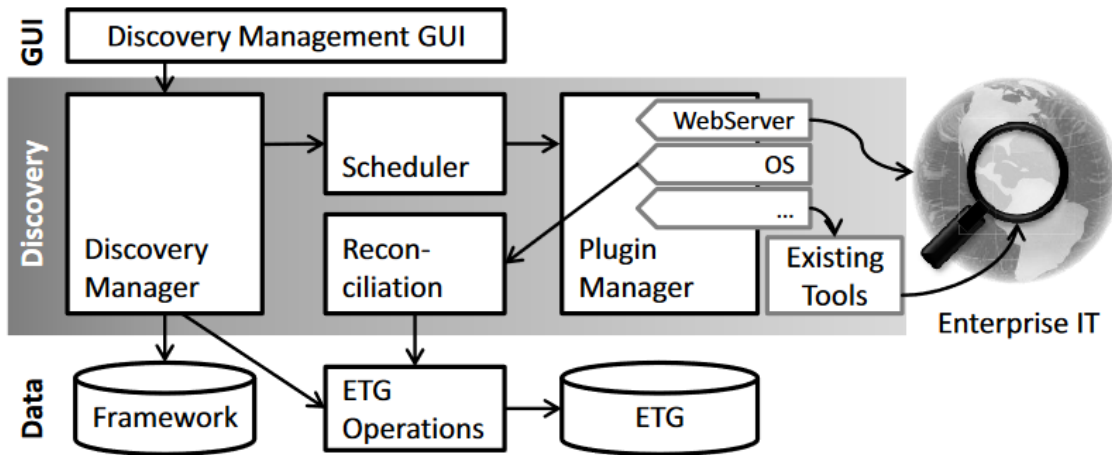 GUI
Discovery Management GUI
Discovery
Discovery
Manager
Scheduler
Recon-
ciliation
Plugin
Manager
WebServer
OS
...
Existing
Tools
Enterprise IT
Data
Framework
ETG
Operations
ETG